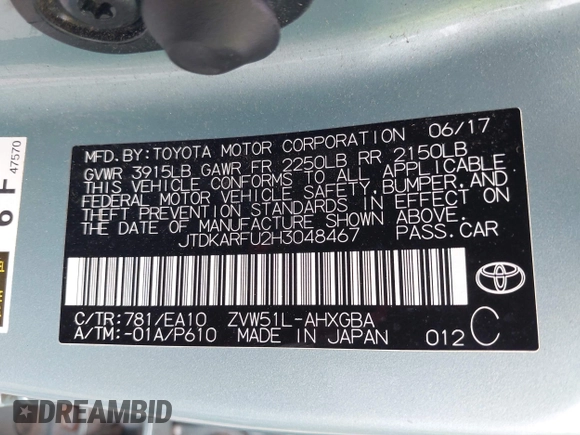 MFD.BY:TOYOTA MOTOR CORPORATION 06/17
GVWR 3915LB GAWR FR 2250LB RR 2150LB
THIS VEHICLE CONFORMS TO ALL APPLICABLE
FEDERAL MOTOR VEHICLE SAFETY,BUMPER,AND
THEFT PREVENTION STANDARDS IN EFFECT ON
THE DATE OF MANUFACTURE SHOWN ABOVE.
JTDKARFU2H3048467 PASS.CAR
C/TR:781/EA10 ZVW51L-AHXGBA
A/TM:-01A/P610 MADE IN JAPAN 012 C
TOYOTA
47570
6 F
DREAMBID